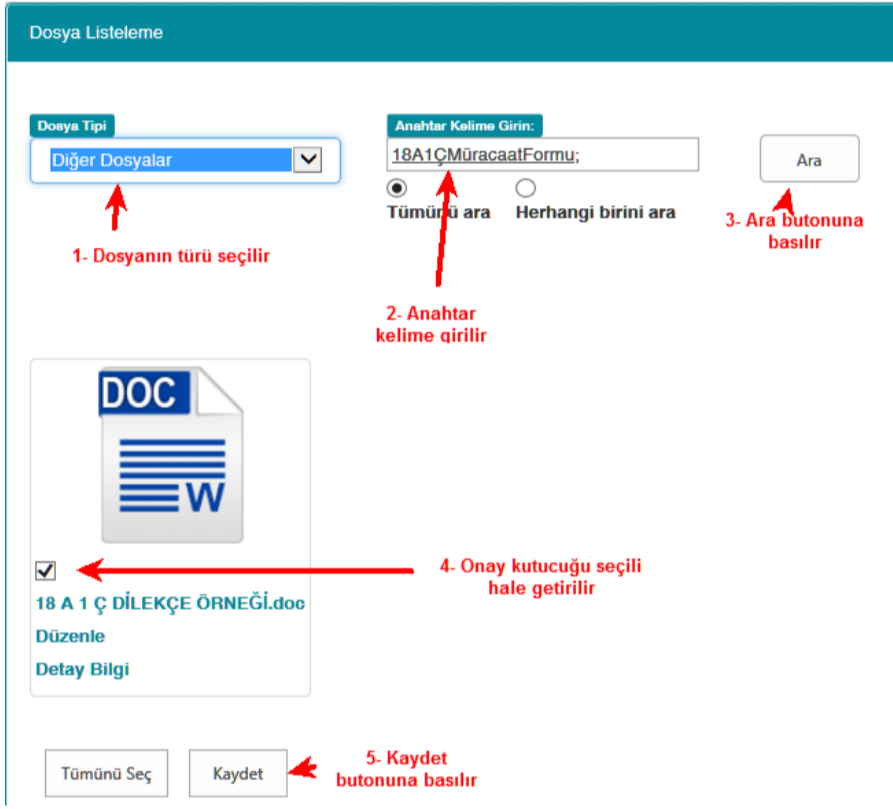 Dosya Listeleme
Dosya Tipi
Diğer Dosyalar
1- Dosyanın türü seçilir
Anahtar Kelime Girin:
18A1ÇMüracaatFormu;
Tümünü ara
Herhangi birini ara
2- Anahtar
kelime girilir
Ara
3- Ara butonuna
basılır
DOC
W
4- Onay kutucuğu seçili
hale getirilir
18 A 1 Ç DİLEKÇE ÖRNEĞİ.doc
Düzenle
Detay Bilgi
Tümünü Seç
Kaydet
5- Kaydet
butonuna basılır